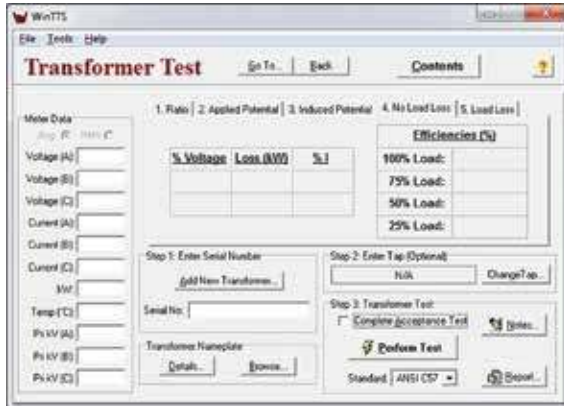 WinTTS
File Tools Help
Transformer Test
Go To...
Back
Contents
?
1. Ratio
2. Applied Potential
3. Induced Potential
4. No Load Loss
5. Load Loss
Meter Data
Avg RMS
Voltage (A):
Voltage (B):
Voltage (C):
Current (A):
Current (B):
Current (C):
kW:
Temp (°C):
Pri kV (A):
Pri kV (B):
Pri kV (C):
% Voltage Loss (kW) % I
Efficiencies (%)
100% Load:
75% Load:
50% Load:
25% Load:
Step 1: Enter Serial Number
Add New Transformer...
Serial No:
Transformer Nameplate
Details...
Browse...
Step 2: Enter Tap (Optional)
N/A
Change Tap...
Step 3: Transformer Test
Complete Acceptance Test
Notes...
Perform Test
Standard: ANSI C57
Report...